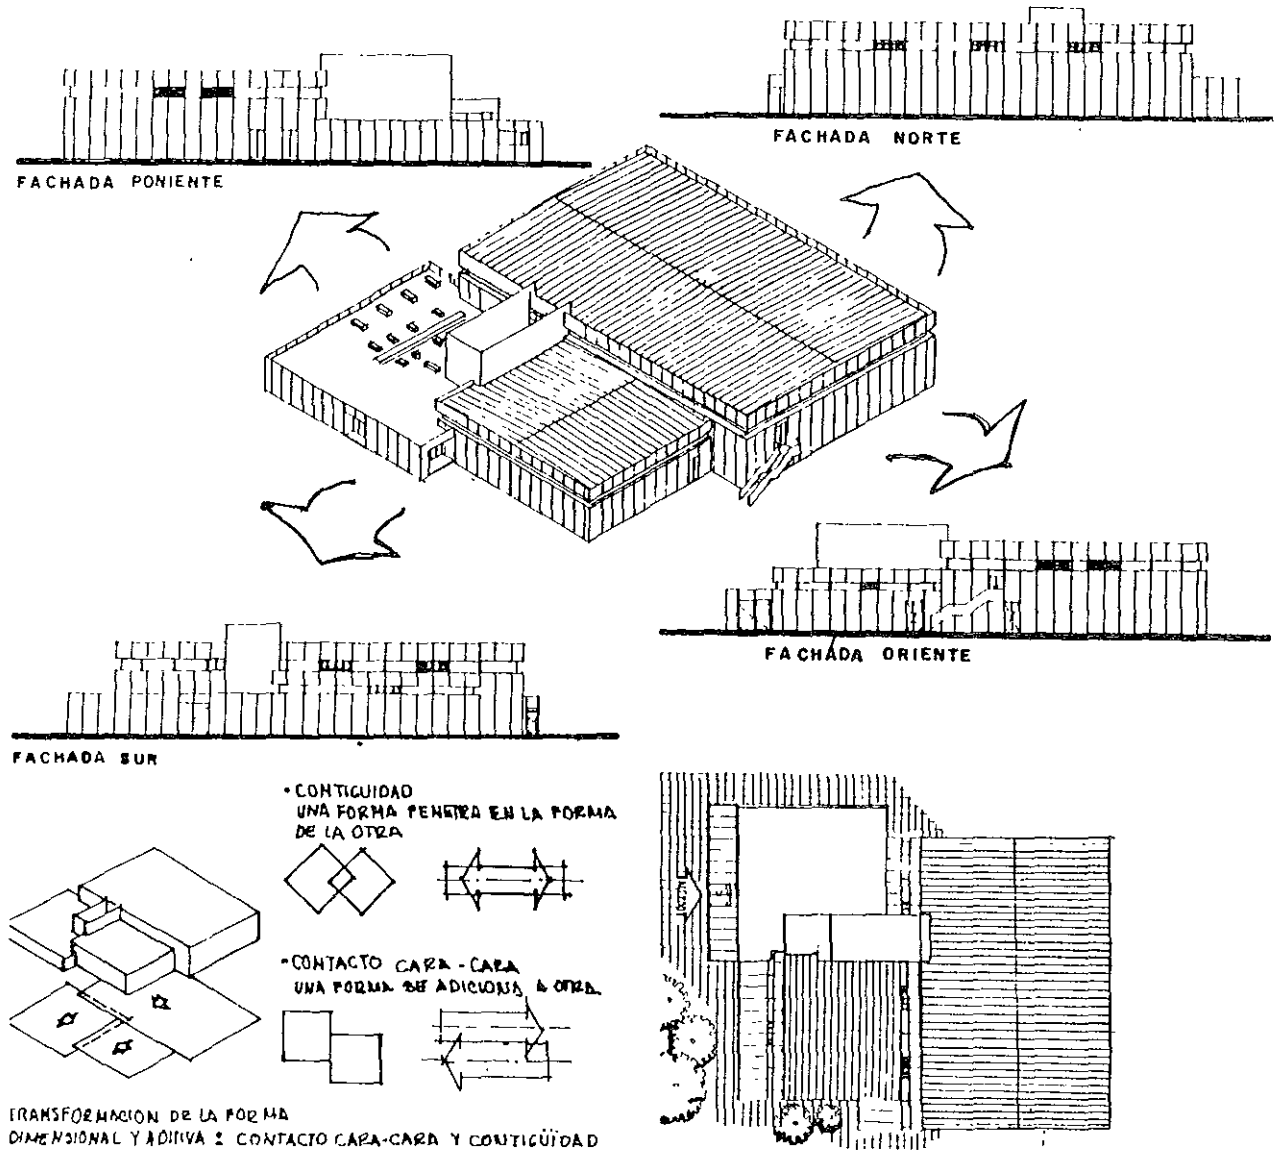 FACHADA NORTE
FACHADA PONIENTE
FACHADA ORIENTE
FACHADA SUR
• CONTIGUIDAD
UNA FORMA PENETRA EN LA FORMA
DE LA OTRA
• CONTACTO CARA - CARA
UNA FORMA SE ADICIONA A OTRA
ACCESO
TRANSFORMACION DE LA FORMA
DIMENSIONAL Y ADITIVA : CONTACTO CARA-CARA Y CONTIGÜIDAD